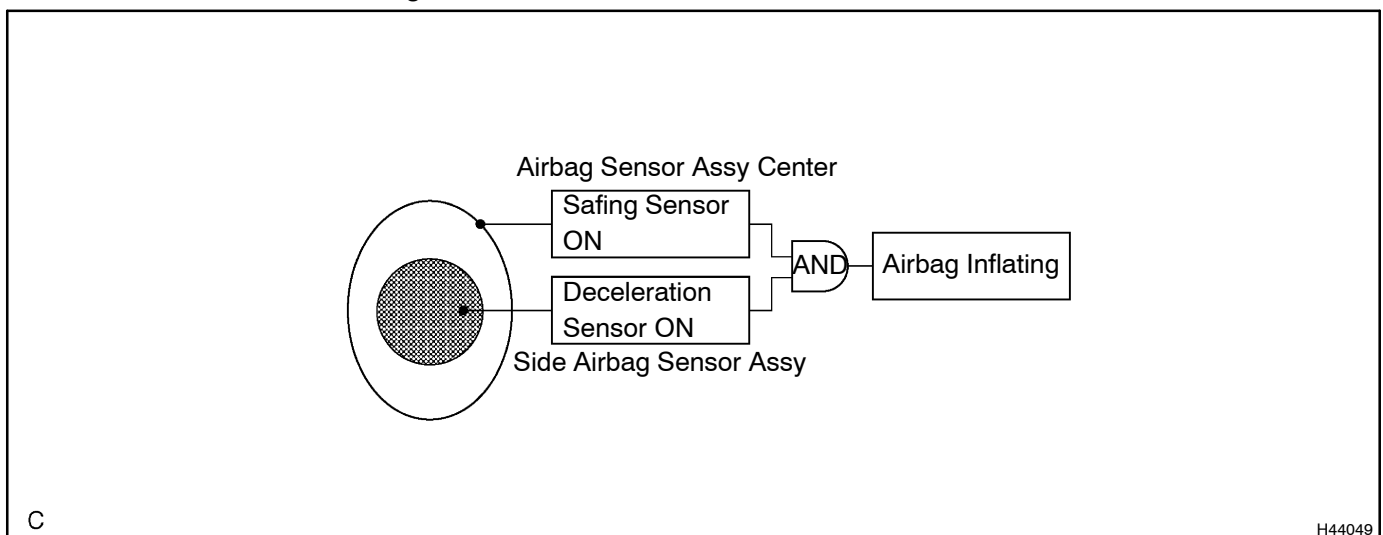 Airbag Sensor Assy Center
Safing Sensor
ON
AND
Airbag Inflating
Deceleration
Sensor ON
Side Airbag Sensor Assy
C
H44049